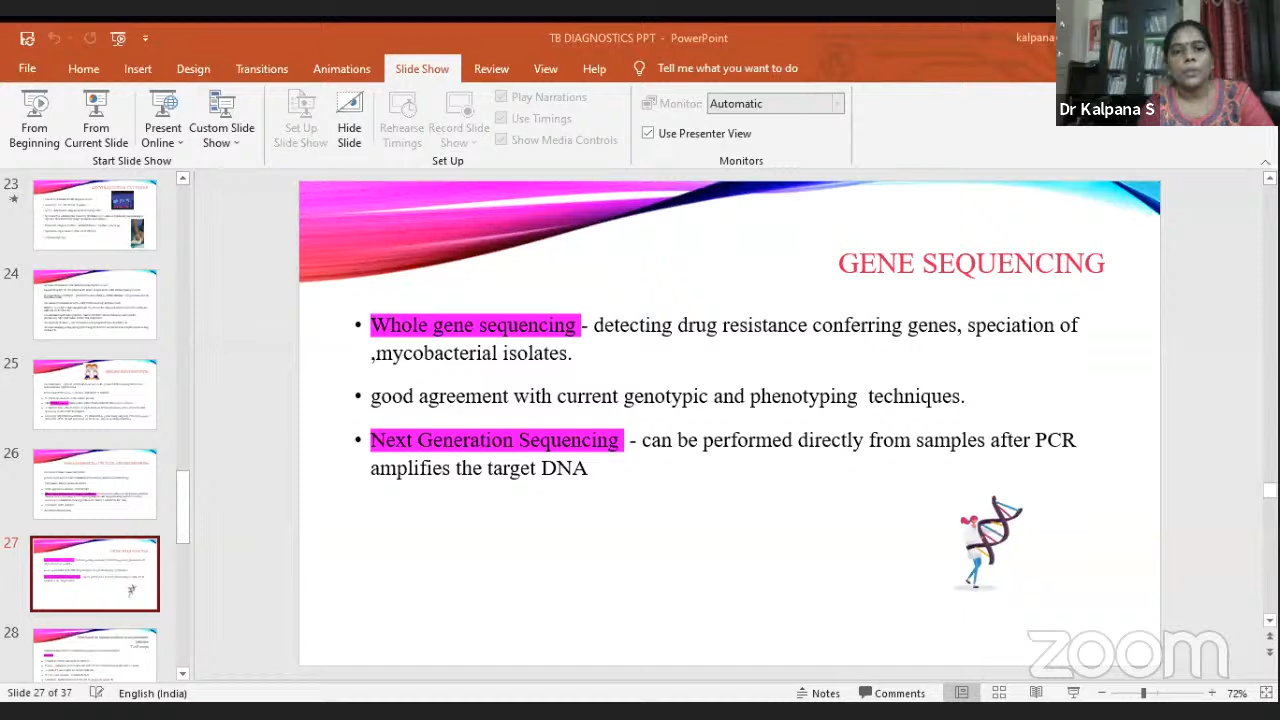 TB DIAGNOSTICS PPT - PowerPoint
kalpana
File Home Insert Design Transitions Animations Slide Show Review View Help Tell me what you want to do
From Beginning
From Current Slide
Present Online
Custom Slide Show
Start Slide Show
Set Up Slide Show
Hide Slide
Rehearse Timings
Record Slide Show
Play Narrations
Use Timings
Show Media Controls
Set Up
Monitor: Automatic
Use Presenter View
Monitors
Dr Kalpana S
23
24
25
26
27
28
GENE SEQUENCING
• Whole gene sequencing - detecting drug resistance conferring genes, speciation of
,mycobacterial isolates.
• good agreement with current genotypic and phenotyping techniques.
• Next Generation Sequencing - can be performed directly from samples after PCR
amplifies the target DNA
zoom
Slide 27 of 37 English (India) Notes Comments 72%